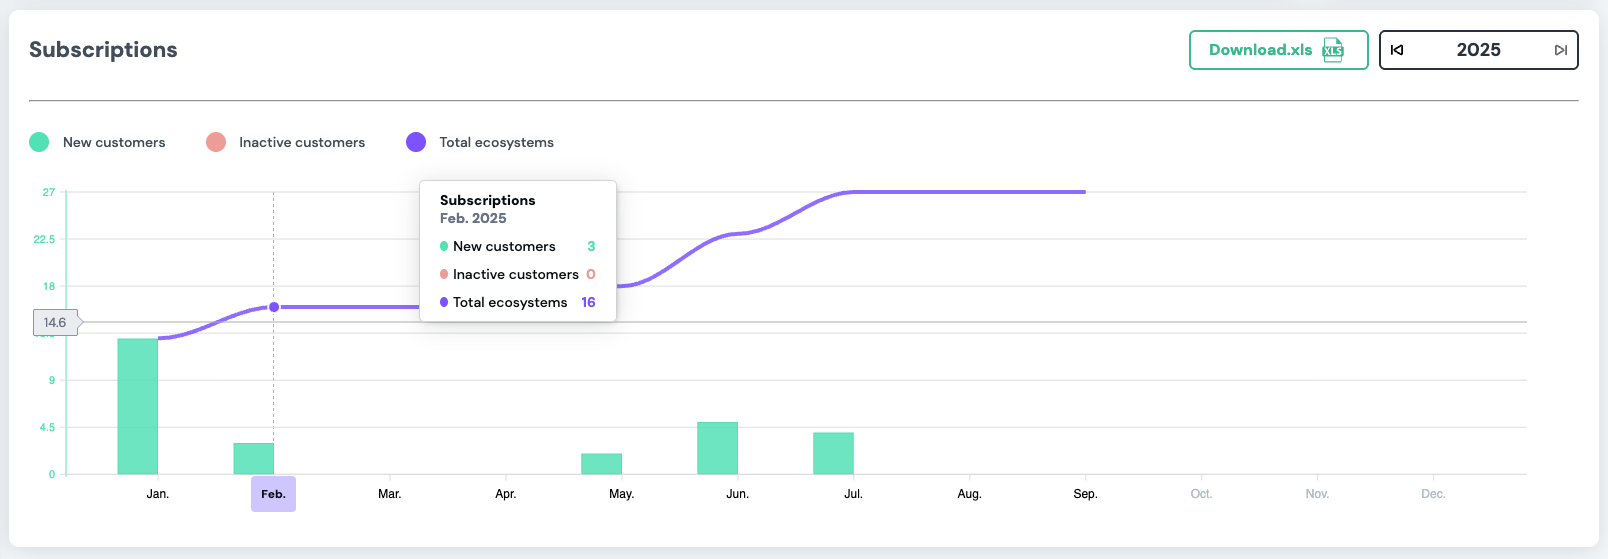 Subscriptions
Download.xls XLS
2025
New customers
Inactive customers
Total ecosystems
27
22.5
18
14.6
9
4.5
0
Subscriptions
Feb. 2025
New customers 3
Inactive customers 0
Total ecosystems 16
Jan. Feb. Mar. Apr. May. Jun. Jul. Aug. Sep. Oct. Nov. Dec.